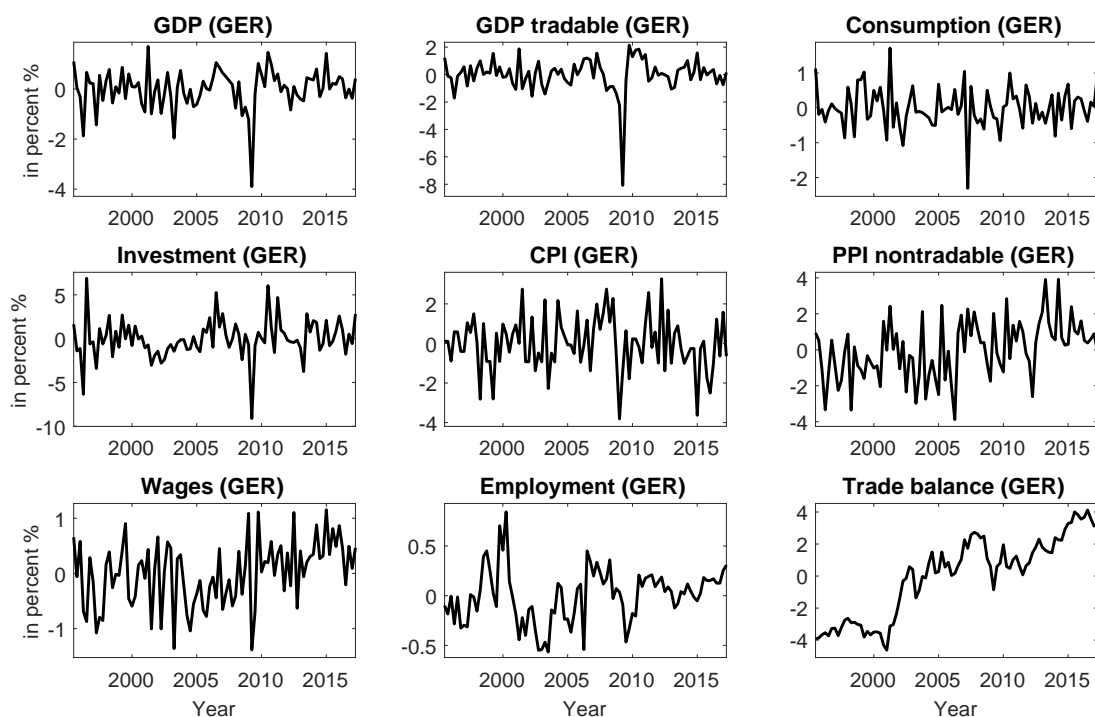 GDP (GER)
in percent %
0
-2
-4
2000 2005 2010 2015
GDP tradable (GER)
2
0
-2
-4
-6
-8
2000 2005 2010 2015
Consumption (GER)
1
0
-1
-2
2000 2005 2010 2015
Investment (GER)
in percent %
5
0
-5
-10
2000 2005 2010 2015
CPI (GER)
2
0
-2
-4
2000 2005 2010 2015
PPI nontradable (GER)
4
2
0
-2
-4
2000 2005 2010 2015
Wages (GER)
in percent %
1
0
-1
2000 2005 2010 2015
Year
Employment (GER)
0.5
0
-0.5
2000 2005 2010 2015
Year
Trade balance (GER)
4
2
0
-2
-4
2000 2005 2010 2015
Year